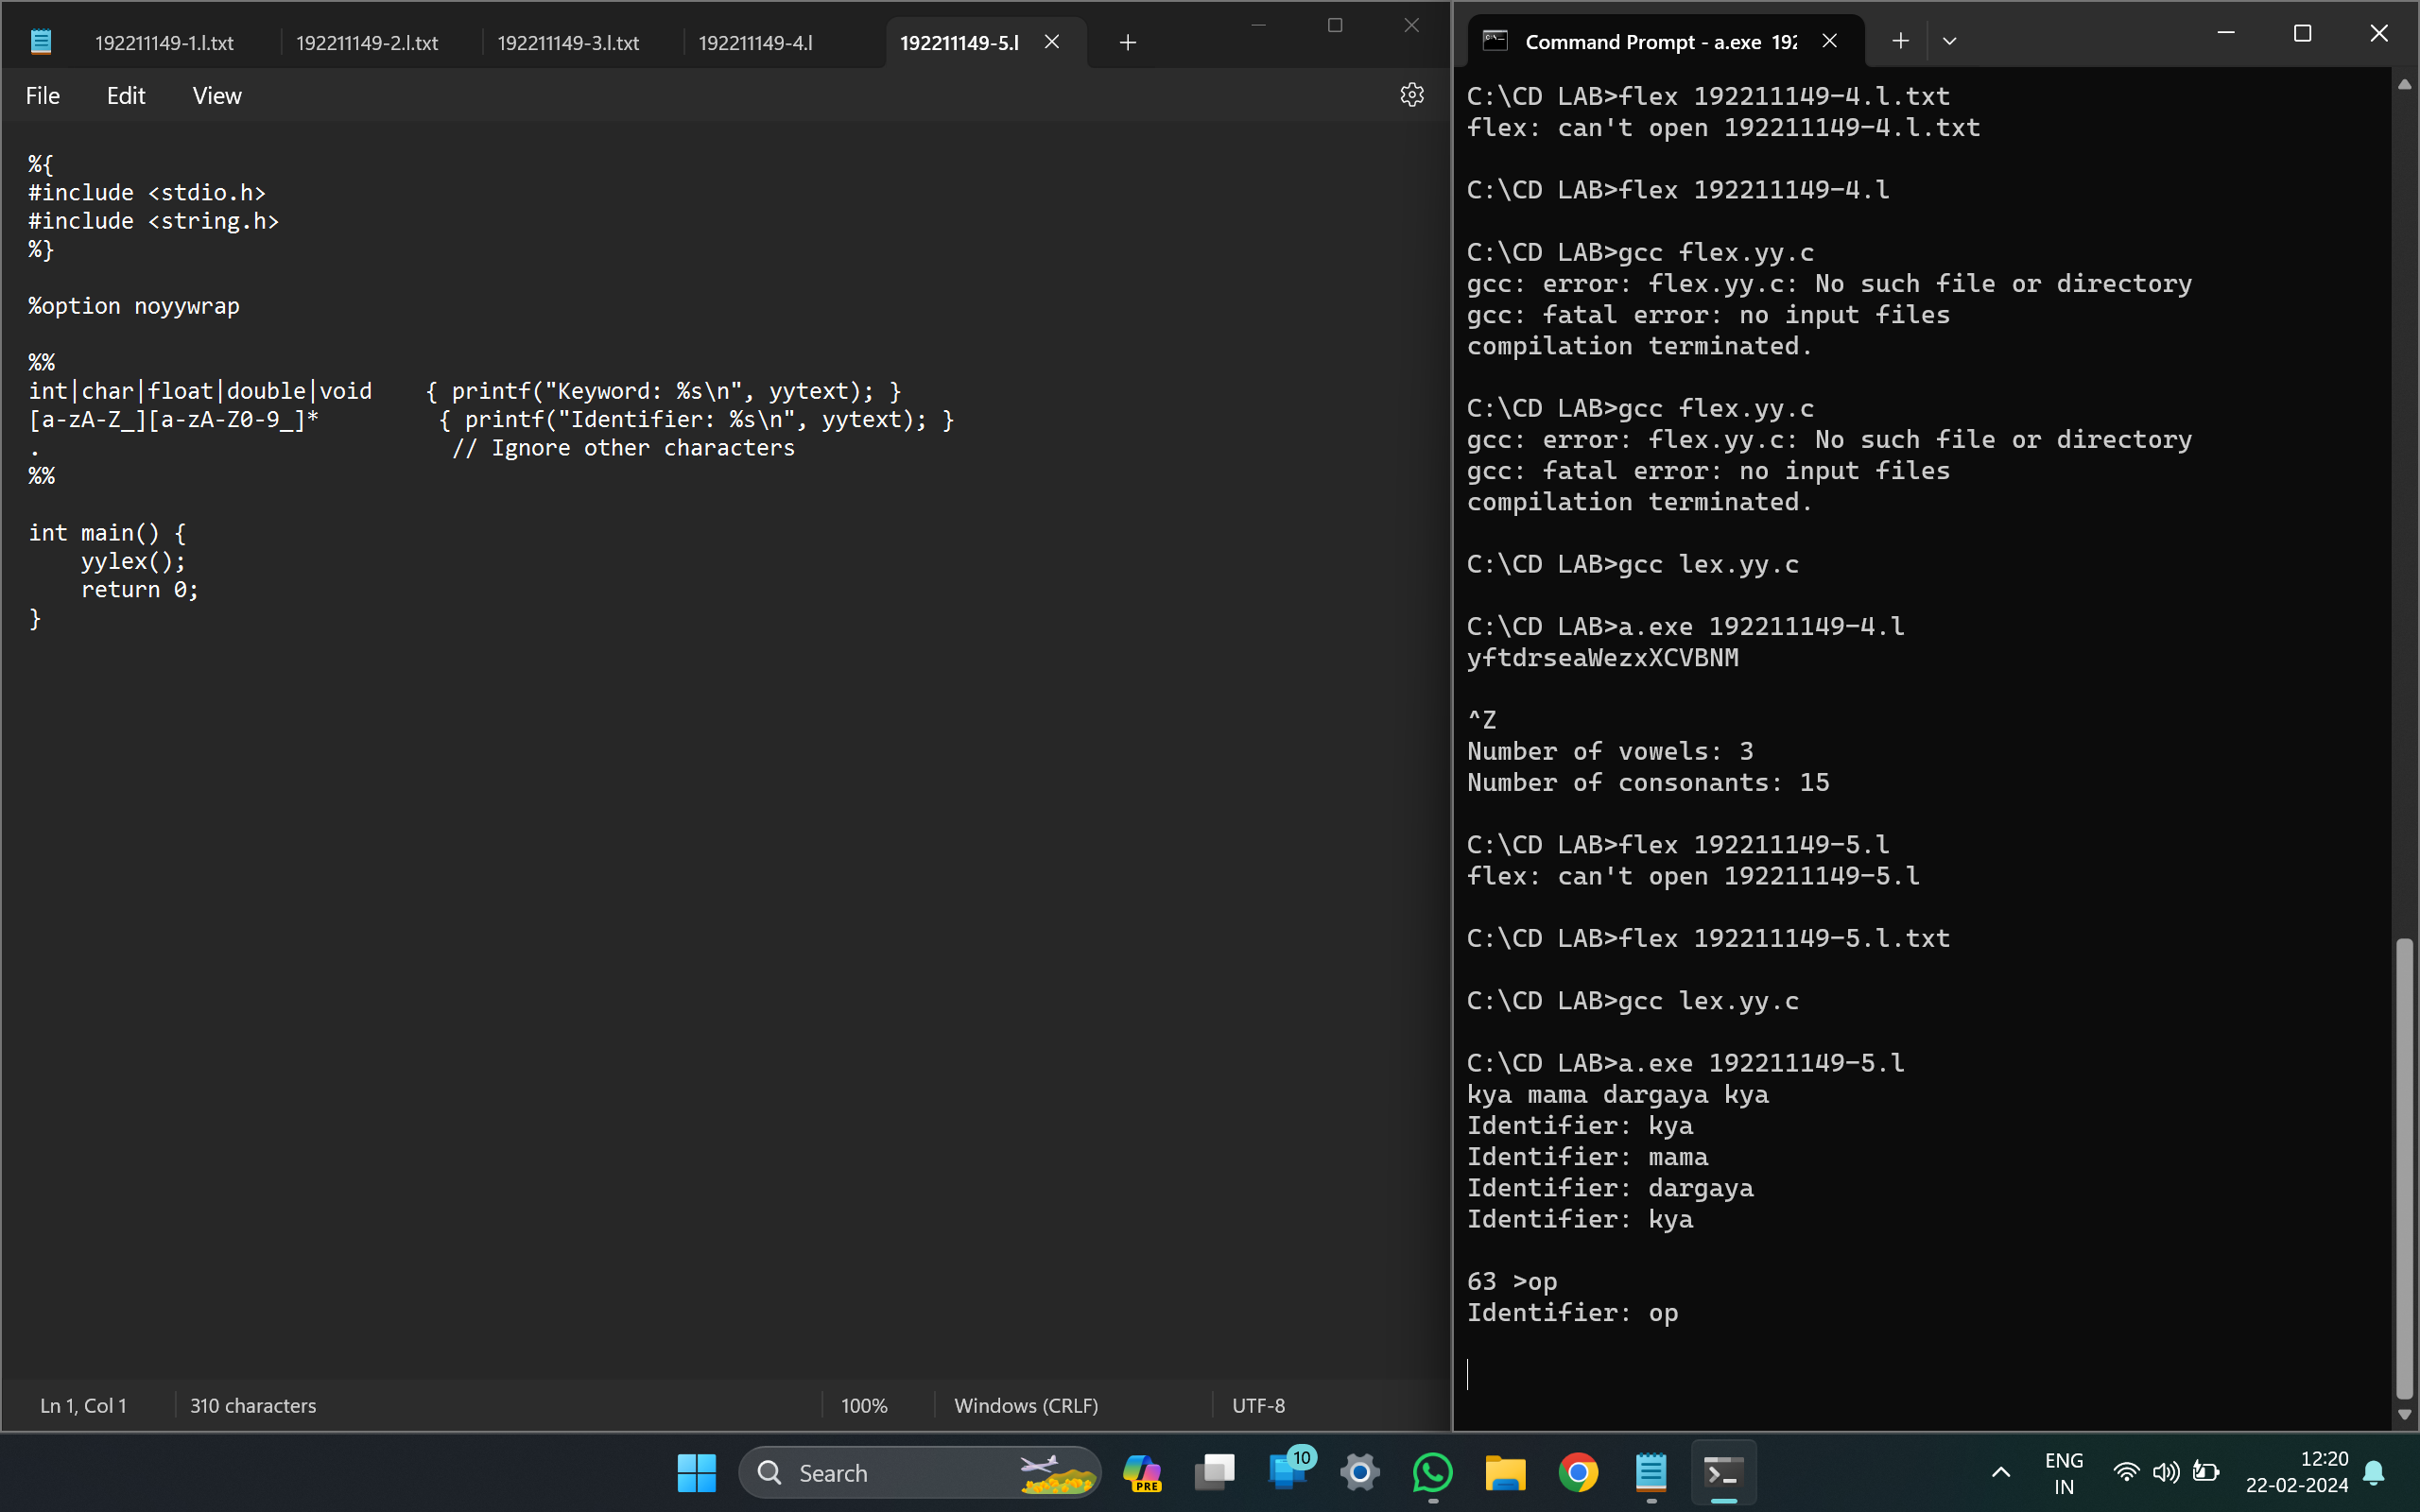 192211149-1.l.txt
192211149-2.l.txt
192211149-3.l.txt
192211149-4.l
192211149-5.l
File Edit View
%{
#include <stdio.h>
#include <string.h>
%}
%option noyywrap
%%
int|char|float|double|void    { printf("Keyword: %s\n", yytext); }
[a-zA-Z_][a-zA-Z0-9_]*         { printf("Identifier: %s\n", yytext); }
.                               // Ignore other characters
%%
int main() {
    yylex();
    return 0;
}
Ln 1, Col 1
310 characters
100%
Windows (CRLF)
UTF-8
Command Prompt - a.exe 192
C:\CD LAB>flex 192211149-4.l.txt
flex: can't open 192211149-4.l.txt
C:\CD LAB>flex 192211149-4.l
C:\CD LAB>gcc flex.yy.c
gcc: error: flex.yy.c: No such file or directory
gcc: fatal error: no input files
compilation terminated.
C:\CD LAB>gcc flex.yy.c
gcc: error: flex.yy.c: No such file or directory
gcc: fatal error: no input files
compilation terminated.
C:\CD LAB>gcc lex.yy.c
C:\CD LAB>a.exe 192211149-4.l
yftdrseaWezxXCVBNM
^Z
Number of vowels: 3
Number of consonants: 15
C:\CD LAB>flex 192211149-5.l
flex: can't open 192211149-5.l
C:\CD LAB>flex 192211149-5.l.txt
C:\CD LAB>gcc lex.yy.c
C:\CD LAB>a.exe 192211149-5.l
kya mama dargaya kya
Identifier: kya
Identifier: mama
Identifier: dargaya
Identifier: kya
63 >op
Identifier: op
Search
PRE
10
ENG
IN
12:20
22-02-2024